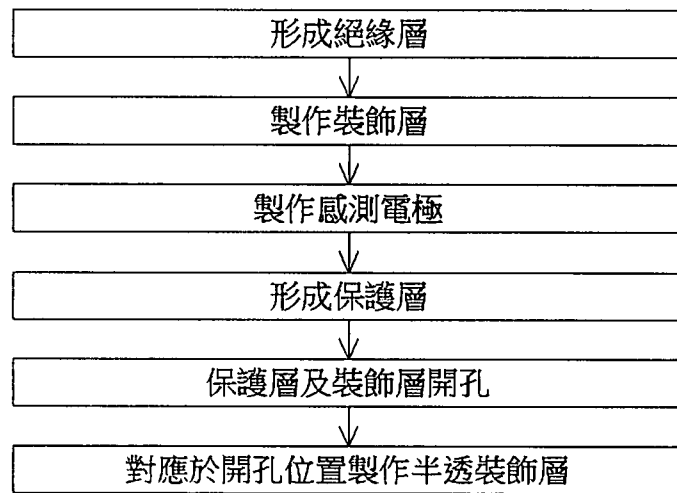 形成絕緣層
製作裝飾層
製作感測電極
形成保護層
保護層及裝飾層開孔
對應於開孔位置製作半透裝飾層